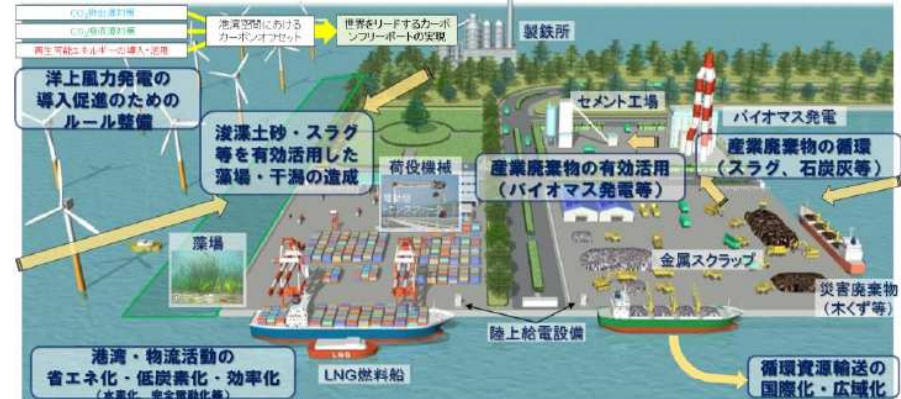 CO₂排出源対策
CO₂吸収源対策
再生可能エネルギーの導入・活用
港湾空間における
カーボンオフセット
世界をリードするカーボ
ンフリーポートの実現
製鉄所
洋上風力発電の
導入促進のための
ルール整備
セメント工場
バイオマス発電
浚渫土砂・スラグ
等を有効活用した
藻場・干潟の造成
荷役機械
産業廃棄物の有効活用
(バイオマス発電等)
産業廃棄物の循環
(スラグ、石炭灰等)
藻場
金属スクラップ
災害廃棄物
(木くず等)
陸上給電設備
港湾・物流活動の
省エネ化・低炭素化・効率化
(水素化、完全電動化等)
LNG
LNG燃料船
循環資源輸送の
国際化・広域化